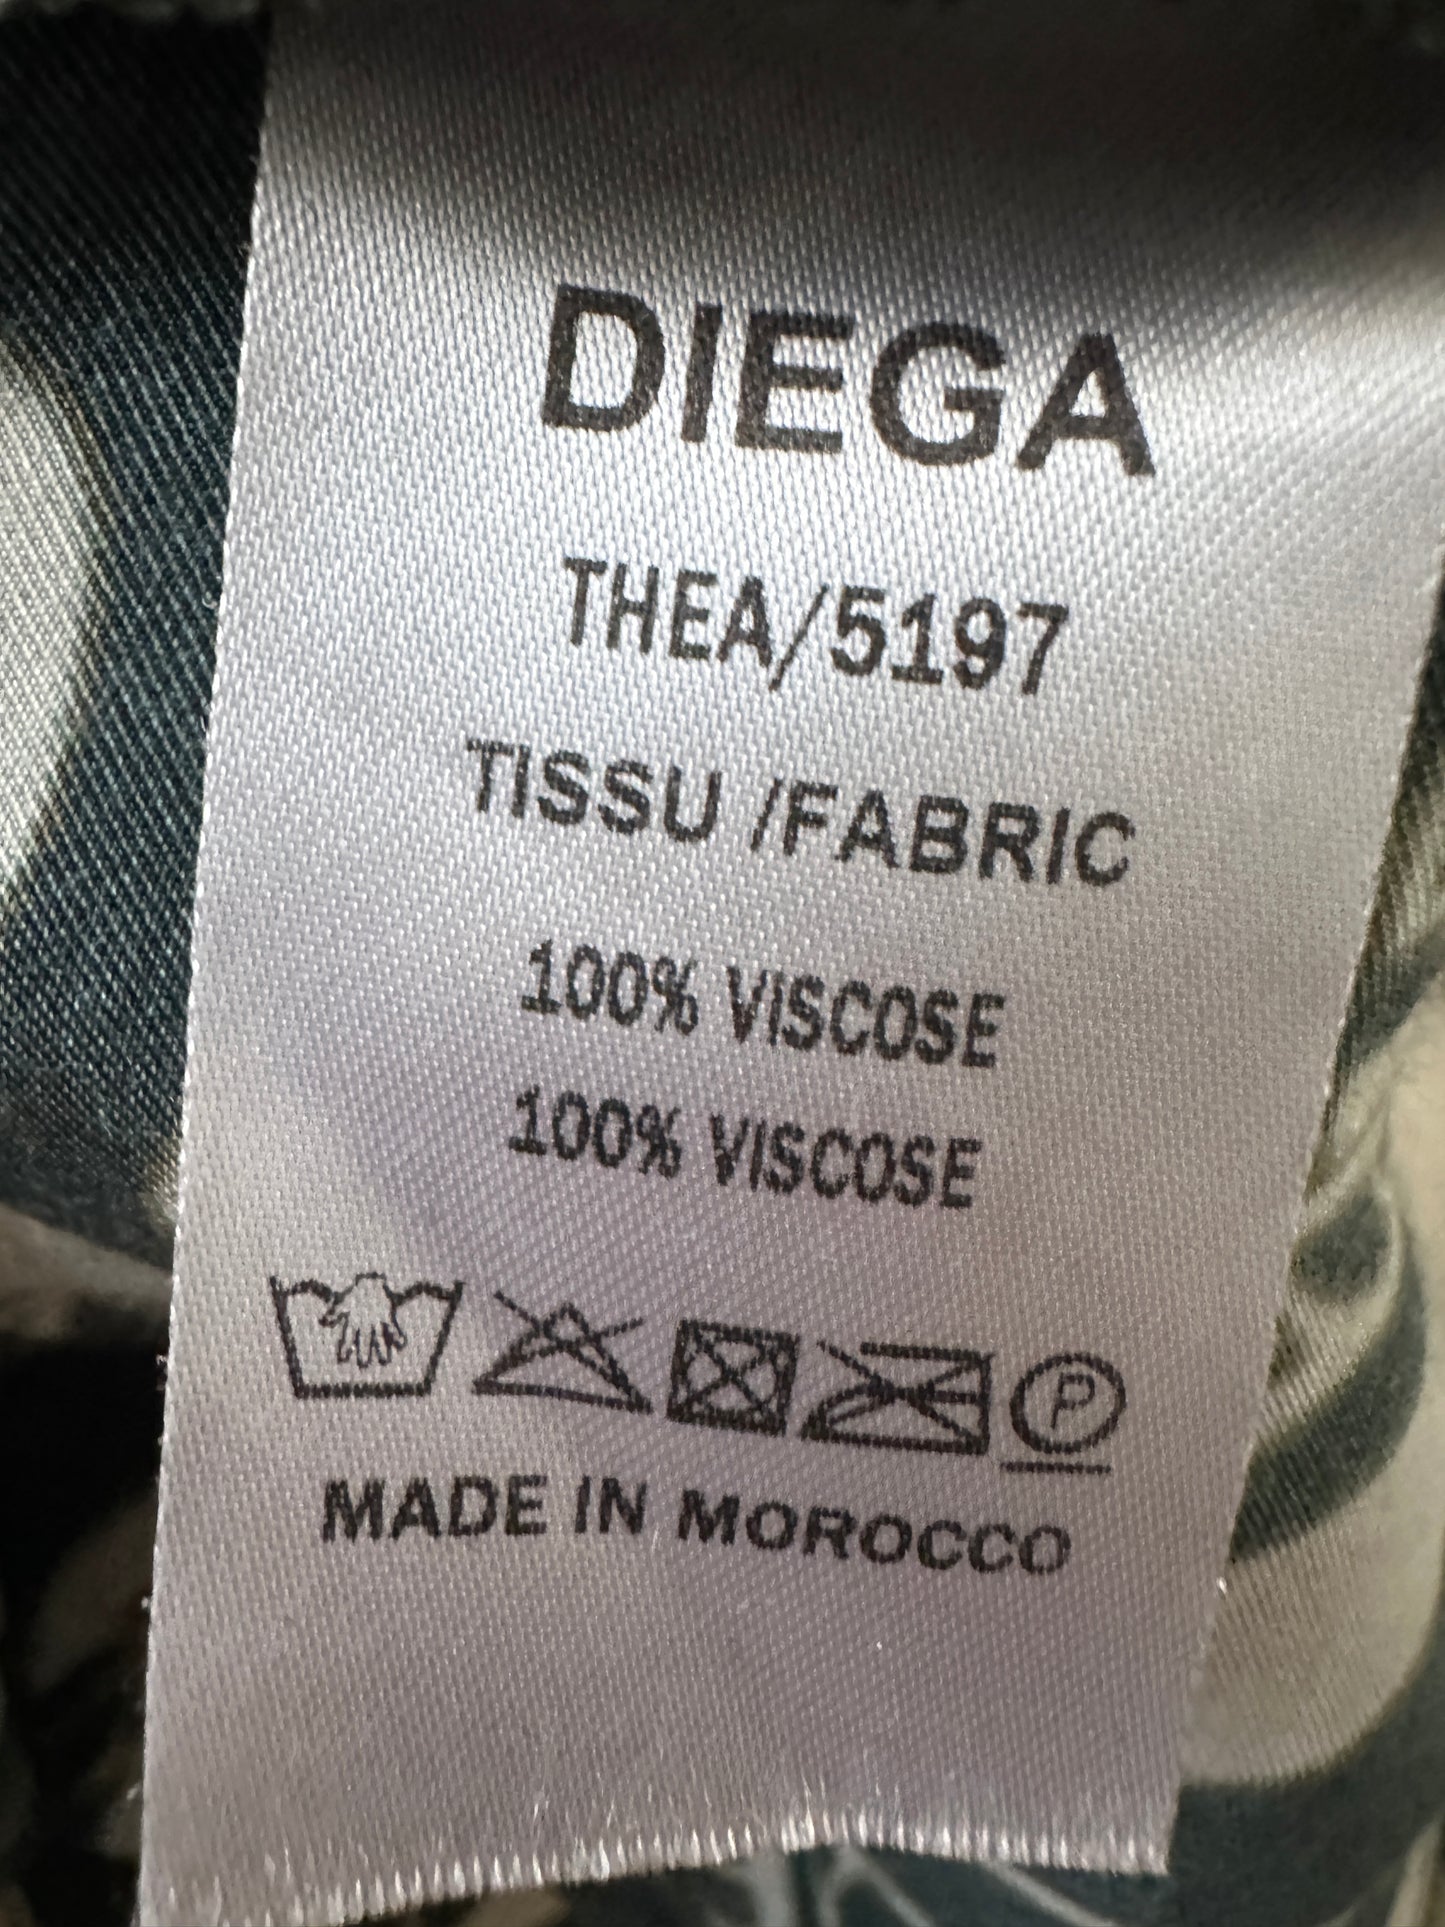 DIEGA
THEA/5197
TISSU /FABRIC
100% VISCOSE
100% VISCOSE
P
MADE IN MOROCCO